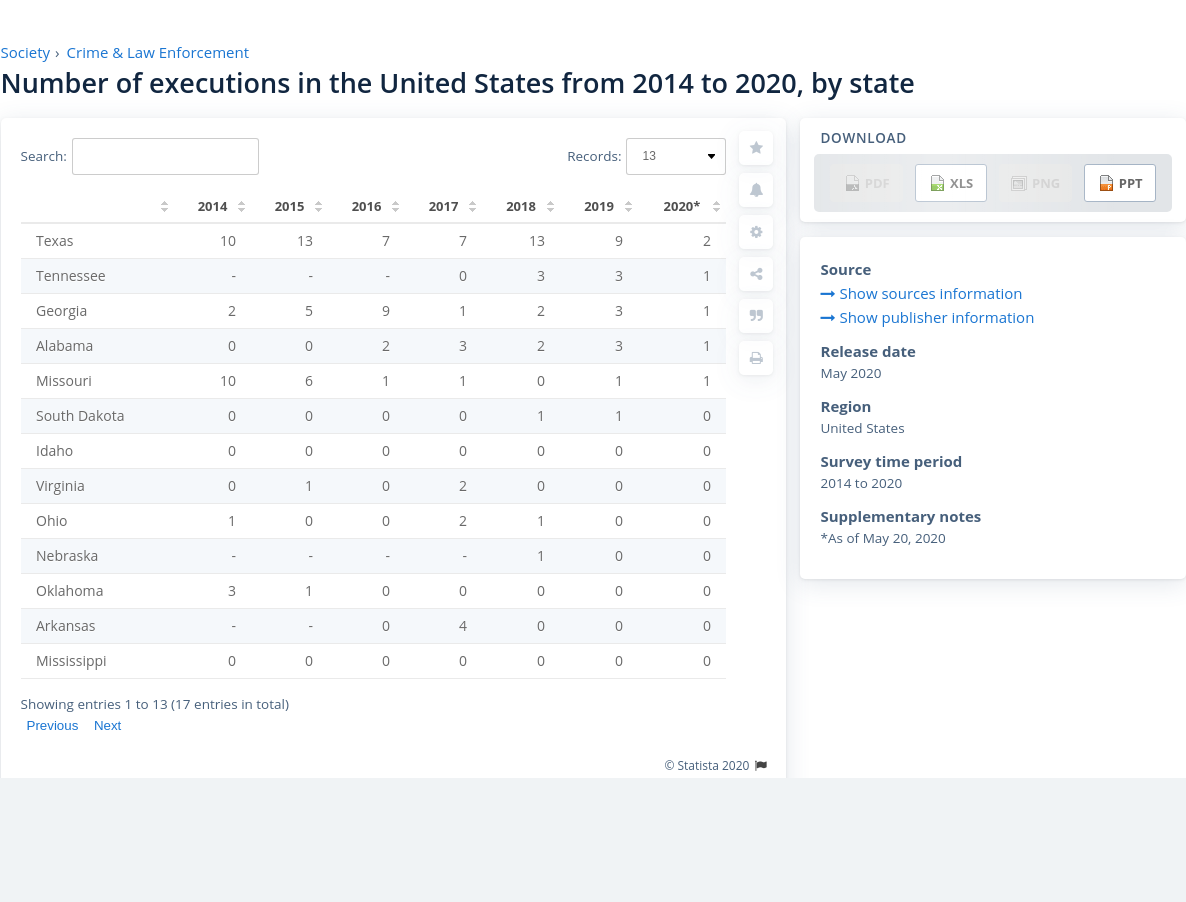 Society › Crime & Law Enforcement
Number of executions in the United States from 2014 to 2020, by state
Search:
Records: 13
2014 2015 2016 2017 2018 2019 2020*
Texas 10 13 7 7 13 9 2
Tennessee - - - 0 3 3 1
Georgia 2 5 9 1 2 3 1
Alabama 0 0 2 3 2 3 1
Missouri 10 6 1 1 0 1 1
South Dakota 0 0 0 0 1 1 0
Idaho 0 0 0 0 0 0 0
Virginia 0 1 0 2 0 0 0
Ohio 1 0 0 2 1 0 0
Nebraska - - - - 1 0 0
Oklahoma 3 1 0 0 0 0 0
Arkansas - - 0 4 0 0 0
Mississippi 0 0 0 0 0 0 0
Showing entries 1 to 13 (17 entries in total)
Previous Next
© Statista 2020
DOWNLOAD
PDF XLS PNG PPT
Source
Show sources information
Show publisher information
Release date
May 2020
Region
United States
Survey time period
2014 to 2020
Supplementary notes
*As of May 20, 2020